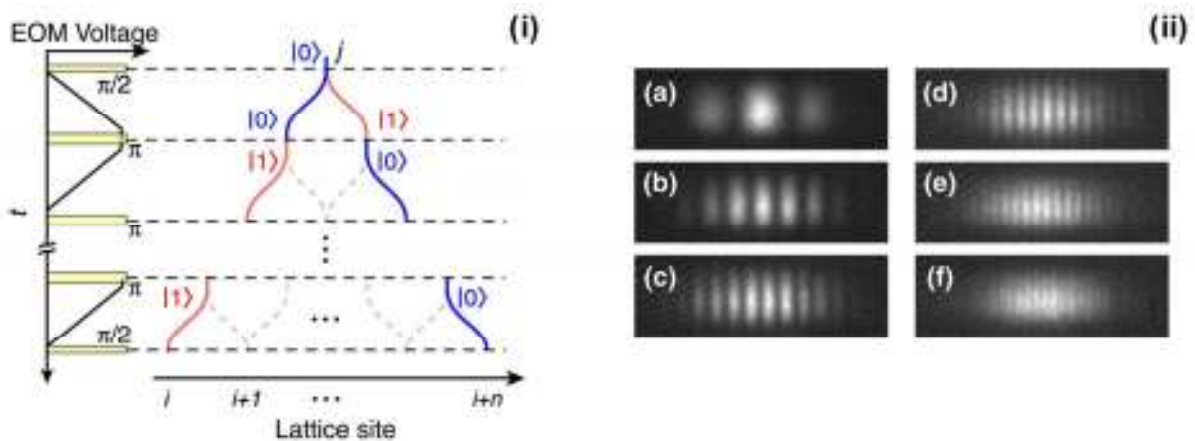 EOM Voltage
(i)
(ii)
|0⟩ j
π/2
|0⟩ |1⟩
π
|1⟩ |0⟩
t
π
π
|1⟩ ... |0⟩
π/2
i i+1 ... i+n
Lattice site
(a) (d)
(b) (e)
(c) (f)